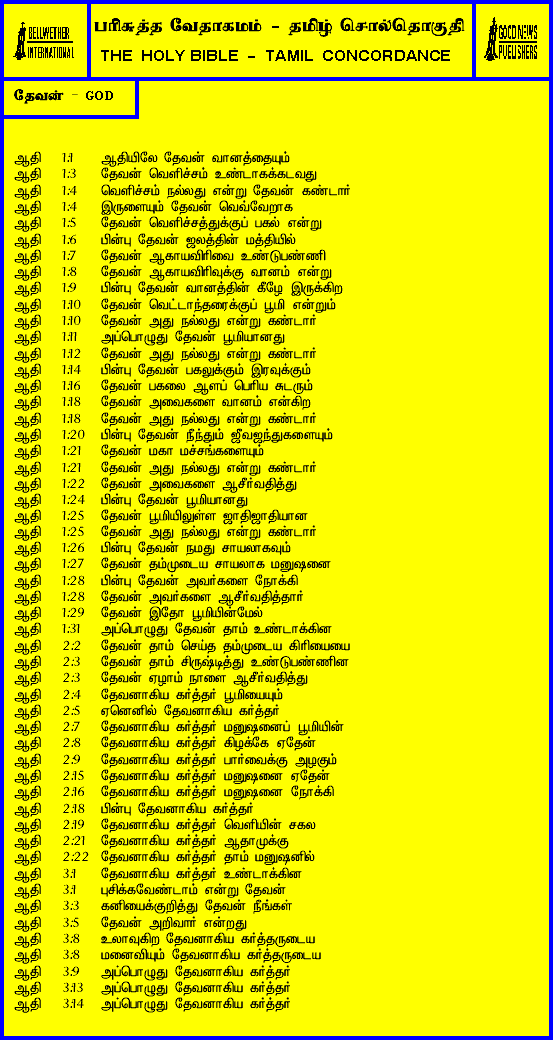 BELLWETHER
INTERNATIONAL
பரிசுத்த வேதாகமம் - தமிழ் சொல்தொகுதி
THE HOLY BIBLE - TAMIL CONCORDANCE
GOOD NEWS
PUBLISHERS
தேவன் - GOD
ஆதி 1:1 ஆதியிலே தேவன் வானத்தையும்
ஆதி 1:3 தேவன் வெளிச்சம் உண்டாகக்கடவது
ஆதி 1:4 வெளிச்சம் நல்லது என்று தேவன் கண்டார்
ஆதி 1:4 இருளையும் தேவன் வெவ்வேறாக
ஆதி 1:5 தேவன் வெளிச்சத்துக்குப் பகல் என்று
ஆதி 1:6 பின்பு தேவன் ஜலத்தின் மத்தியில்
ஆதி 1:7 தேவன் ஆகாயவிரிவை உண்டுபண்ணி
ஆதி 1:8 தேவன் ஆகாயவிரிவுக்கு வானம் என்று
ஆதி 1:9 பின்பு தேவன் வானத்தின் கீழே இருக்கிற
ஆதி 1:10 தேவன் வெட்டாந்தரைக்குப் பூமி என்றும்
ஆதி 1:10 தேவன் அது நல்லது என்று கண்டார்
ஆதி 1:11 அப்பொழுது தேவன் பூமியானது
ஆதி 1:12 தேவன் அது நல்லது என்று கண்டார்
ஆதி 1:14 பின்பு தேவன் பகலுக்கும் இரவுக்கும்
ஆதி 1:16 தேவன் பகலை ஆளப் பெரிய சுடரும்
ஆதி 1:18 தேவன் அவைகளை வானம் என்கிற
ஆதி 1:18 தேவன் அது நல்லது என்று கண்டார்
ஆதி 1:20 பின்பு தேவன் நீந்தும் ஜீவஜந்துகளையும்
ஆதி 1:21 தேவன் மகா மச்சங்களையும்
ஆதி 1:21 தேவன் அது நல்லது என்று கண்டார்
ஆதி 1:22 தேவன் அவைகளை ஆசீர்வதித்து
ஆதி 1:24 பின்பு தேவன் பூமியானது
ஆதி 1:25 தேவன் பூமியிலுள்ள ஜாதிஜாதியான
ஆதி 1:25 தேவன் அது நல்லது என்று கண்டார்
ஆதி 1:26 பின்பு தேவன் நமது சாயலாகவும்
ஆதி 1:27 தேவன் தம்முடைய சாயலாக மனுஷனை
ஆதி 1:28 பின்பு தேவன் அவர்களை நோக்கி
ஆதி 1:28 தேவன் அவர்களை ஆசீர்வதித்தார்
ஆதி 1:29 தேவன் இதோ பூமியின்மேல்
ஆதி 1:31 அப்பொழுது தேவன் தாம் உண்டாக்கின
ஆதி 2:2 தேவன் தாம் செய்த தம்முடைய கிரியையை
ஆதி 2:3 தேவன் தாம் சிருஷ்டித்து உண்டுபண்ணின
ஆதி 2:3 தேவன் ஏழாம் நாளை ஆசீர்வதித்து
ஆதி 2:4 தேவனாகிய கர்த்தர் பூமியையும்
ஆதி 2:5 ஏனெனில் தேவனாகிய கர்த்தர்
ஆதி 2:7 தேவனாகிய கர்த்தர் மனுஷனைப் பூமியின்
ஆதி 2:8 தேவனாகிய கர்த்தர் கிழக்கே ஏதேன்
ஆதி 2:9 தேவனாகிய கர்த்தர் பார்வைக்கு அழகும்
ஆதி 2:15 தேவனாகிய கர்த்தர் மனுஷனை ஏதேன்
ஆதி 2:16 தேவனாகிய கர்த்தர் மனுஷனை நோக்கி
ஆதி 2:18 பின்பு தேவனாகிய கர்த்தர்
ஆதி 2:19 தேவனாகிய கர்த்தர் வெளியின் சகல
ஆதி 2:21 தேவனாகிய கர்த்தர் ஆதாமுக்கு
ஆதி 2:22 தேவனாகிய கர்த்தர் தாம் மனுஷனில்
ஆதி 3:1 தேவனாகிய கர்த்தர் உண்டாக்கின
ஆதி 3:1 புசிக்கவேண்டாம் என்று தேவன்
ஆதி 3:3 கனியைக்குறித்து தேவன் நீங்கள்
ஆதி 3:5 தேவன் அறிவார் என்றது
ஆதி 3:8 உலாவுகிற தேவனாகிய கர்த்தருடைய
ஆதி 3:8 மனைவியும் தேவனாகிய கர்த்தருடைய
ஆதி 3:9 அப்பொழுது தேவனாகிய கர்த்தர்
ஆதி 3:13 அப்பொழுது தேவனாகிய கர்த்தர்
ஆதி 3:14 அப்பொழுது தேவனாகிய கர்த்தர்